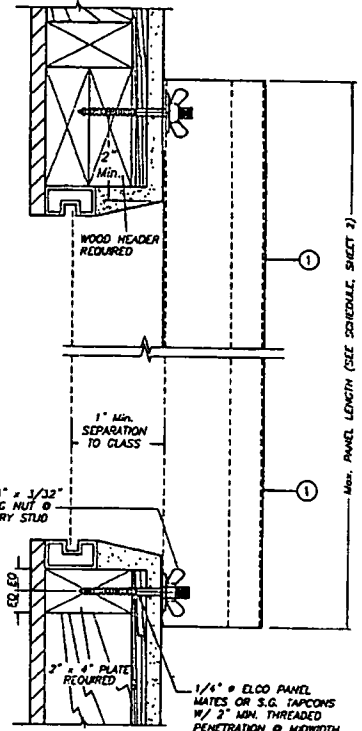 2"
Min.
WOOD HEADER
REQUIRED
1
Max. PANEL LENGTH (SEE SCHEDULE, SHEET 2)
1" Min.
SEPARATION
TO GLASS
" x 3/32"
G NUT @
RY STUD
1
EQ
EQ
2" x 4" PLATE
REQUIRED
1/4" ø ELCO PANEL
MATES OR S.G. TAPCONS
W/ 2" MIN. THREADED
PENETRATION @ MIDWIDTH